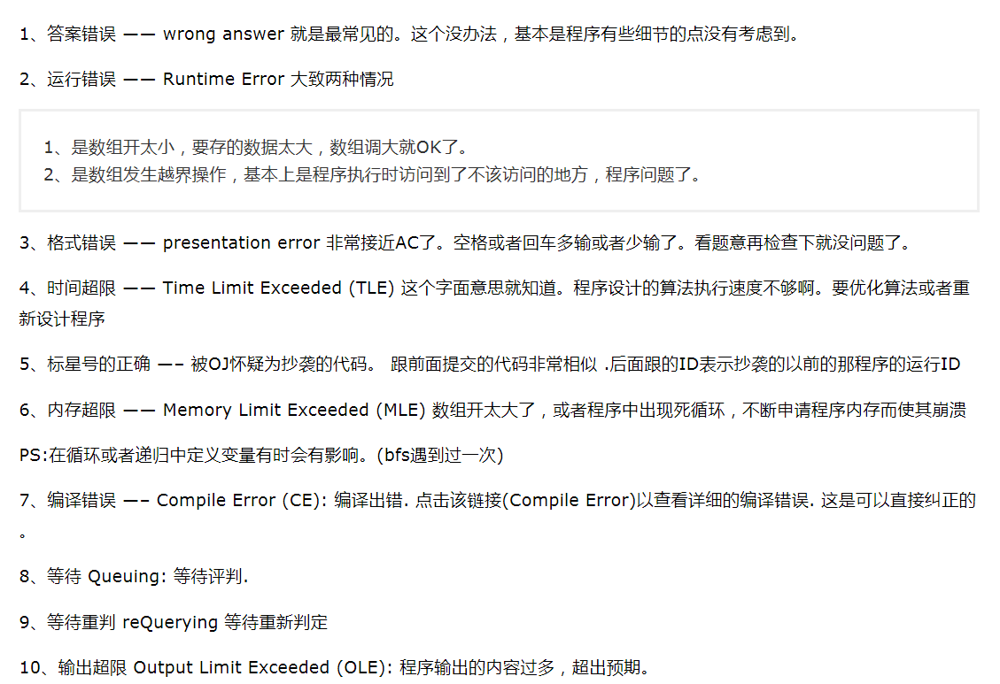 1、答案错误 —— wrong answer 就是最常见的。这个没办法，基本是程序有些细节的点没有考虑到。
2、运行错误 —— Runtime Error 大致两种情况
1、是数组开太小，要存的数据太大，数组调大就OK了。
2、是数组发生越界操作，基本上是程序执行时访问到了不该访问的地方，程序问题了。
3、格式错误 —— presentation error 非常接近AC了。空格或者回车多输或者少输了。看题意再检查下就没问题了。
4、时间超限 —— Time Limit Exceeded (TLE) 这个字面意思就知道。程序设计的算法执行速度不够啊。要优化算法或者重
新设计程序
5、标星号的正确 —– 被OJ怀疑为抄袭的代码。 跟前面提交的代码非常相似 .后面跟的ID表示抄袭的以前的那程序的运行ID
6、内存超限 —— Memory Limit Exceeded (MLE) 数组开太大了，或者程序中出现死循环，不断申请程序内存而使其崩溃
PS:在循环或者递归中定义变量有时会有影响。(bfs遇到过一次)
7、编译错误 —– Compile Error (CE): 编译出错. 点击该链接(Compile Error)以查看详细的编译错误. 这是可以直接纠正的
。
8、等待 Queuing: 等待评判.
9、等待重判 reQuerying 等待重新判定
10、输出超限 Output Limit Exceeded (OLE): 程序输出的内容过多，超出预期。